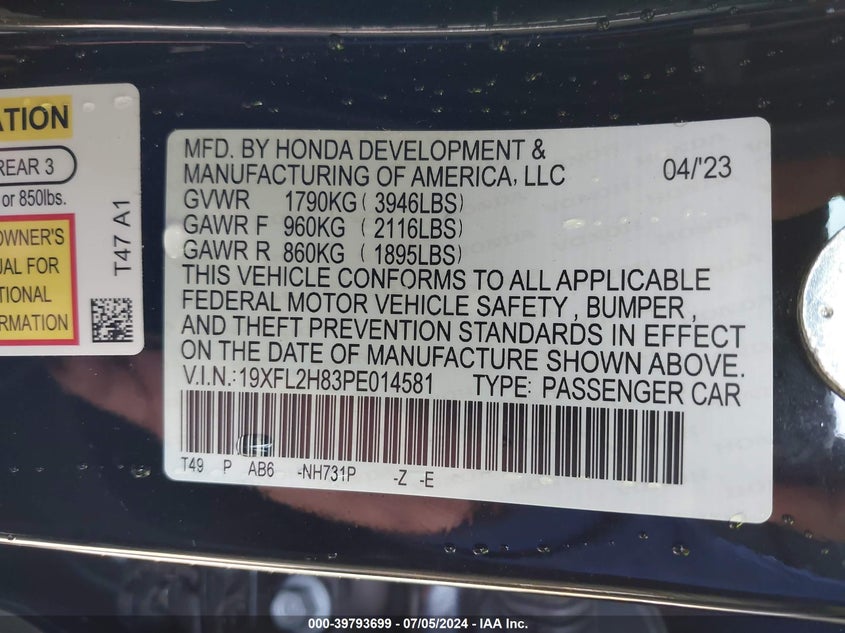 ATION
REAR 3
or 850lbs.
OWNER'S
UAL FOR
TIONAL
ORMATION
T47 A1
MFD. BY HONDA DEVELOPMENT &
MANUFACTURING OF AMERICA, LLC 04/'23
GVWR 1790KG (3946LBS)
GAWR F 960KG (2116LBS)
GAWR R 860KG (1895LBS)
THIS VEHICLE CONFORMS TO ALL APPLICABLE
FEDERAL MOTOR VEHICLE SAFETY, BUMPER,
AND THEFT PREVENTION STANDARDS IN EFFECT
ON THE DATE OF MANUFACTURE SHOWN ABOVE.
V.I.N.:19XFL2H83PE014581 TYPE: PASSENGER CAR
T49 P AB6 -NH731P -Z -E
000-39793699 / 07/05/2024 - IAA Inc.